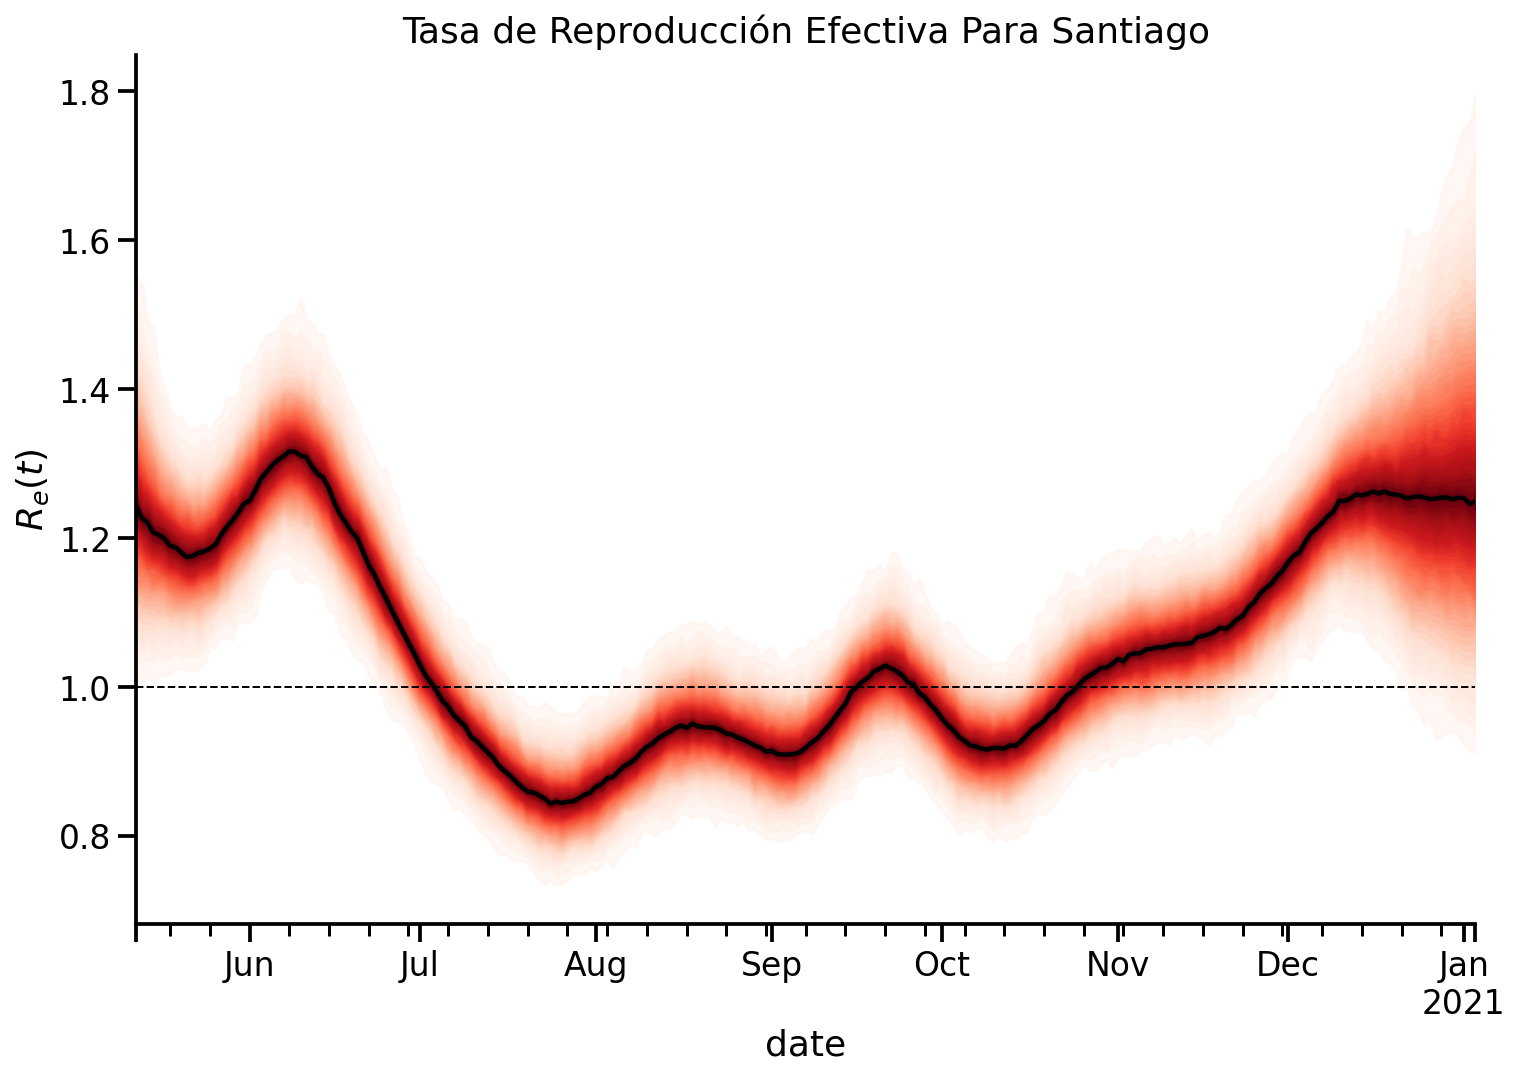 Tasa de Reproducción Efectiva Para Santiago
1.8
1.6
1.4
1.2
1.0
0.8
R_e(t)
Jun Jul Aug Sep Oct Nov Dec Jan
2021
date